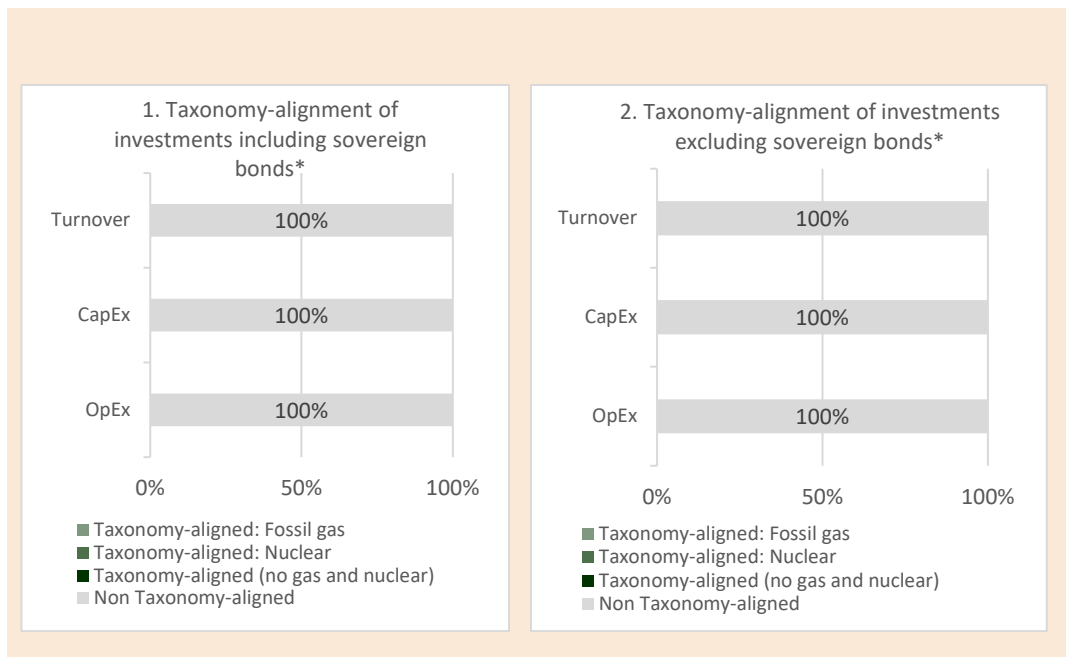 1. Taxonomy-alignment of
investments including sovereign
bonds*
Turnover
100%
CapEx
100%
OpEx
100%
0%
50%
100%
Taxonomy-aligned: Fossil gas
Taxonomy-aligned: Nuclear
Taxonomy-aligned (no gas and nuclear)
Non Taxonomy-aligned
2. Taxonomy-alignment of investments
excluding sovereign bonds*
Turnover
100%
CapEx
100%
OpEx
100%
0%
50%
100%
Taxonomy-aligned: Fossil gas
Taxonomy-aligned: Nuclear
Taxonomy-aligned (no gas and nuclear)
Non Taxonomy-aligned